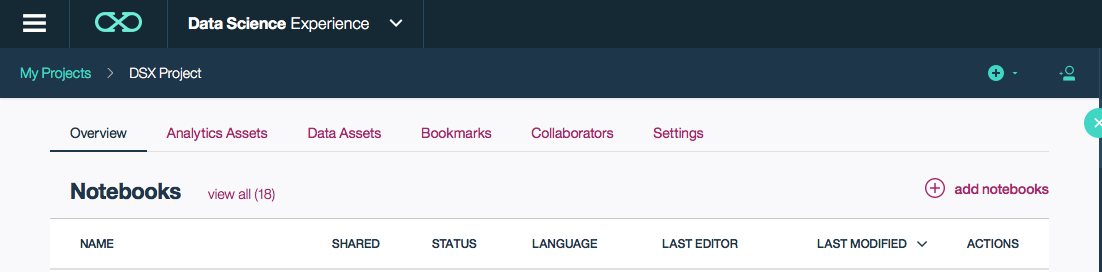 Data Science Experience
My Projects > DSX Project
Overview Analytics Assets Data Assets Bookmarks Collaborators Settings
Notebooks view all (18) add notebooks
NAME SHARED STATUS LANGUAGE LAST EDITOR LAST MODIFIED ACTIONS